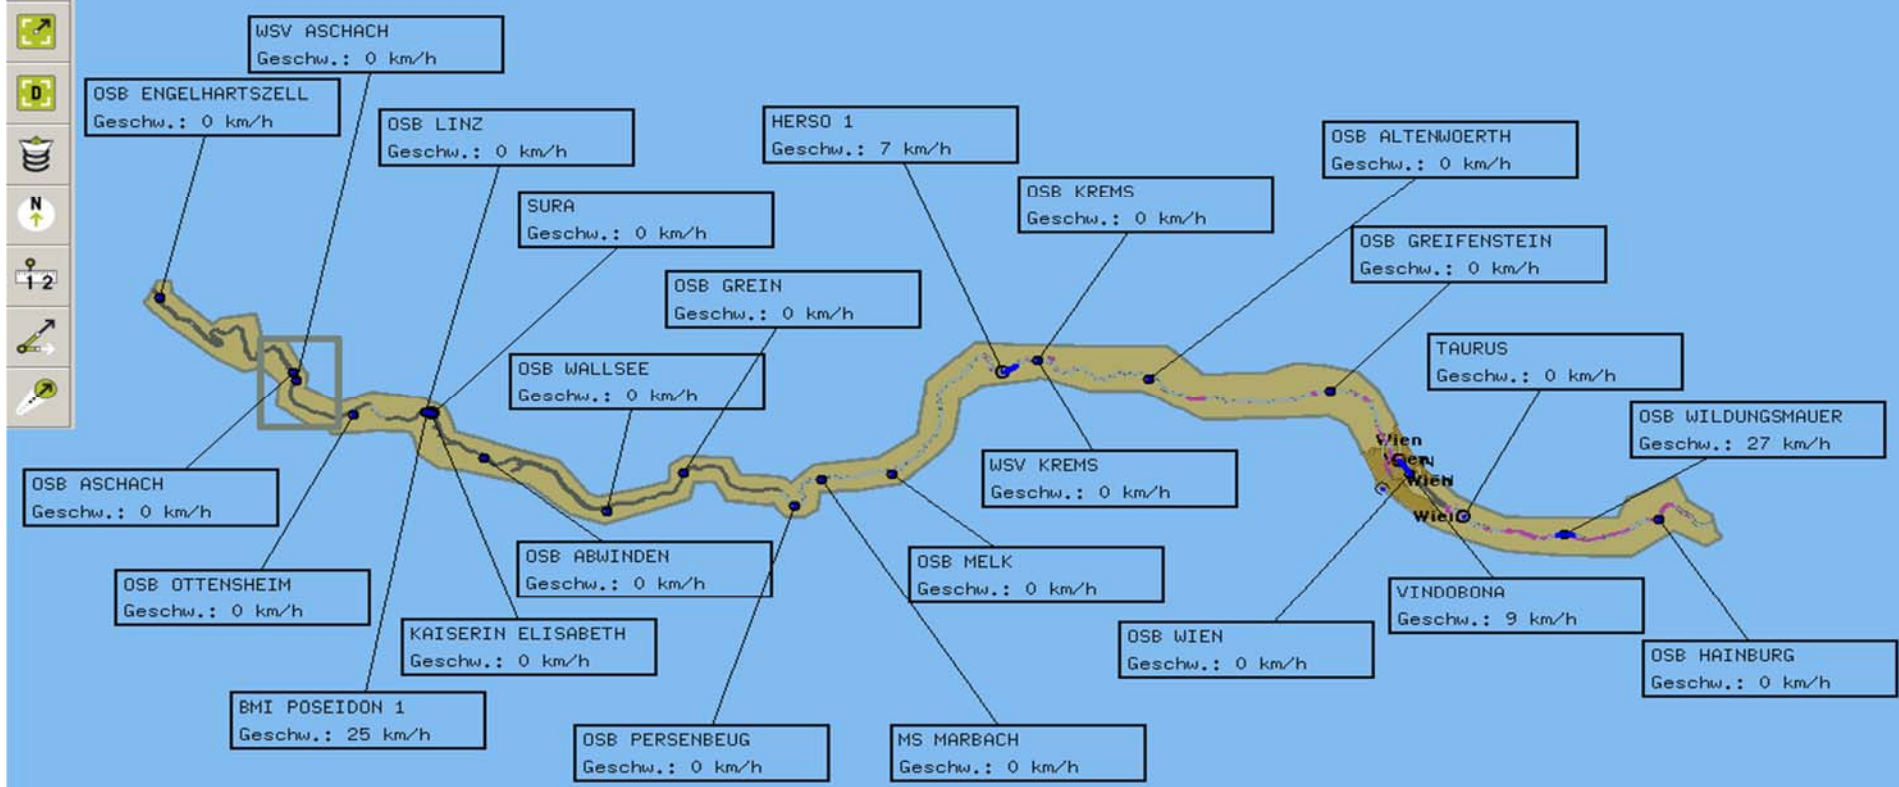 WSV ASCHACH
Geschw.: 0 km/h
OSB ENGELHARTSZELL
Geschw.: 0 km/h
D
N
1 2
OSB LINZ
Geschw.: 0 km/h
HERSO 1
Geschw.: 7 km/h
OSB ALTENWOERTH
Geschw.: 0 km/h
SURA
Geschw.: 0 km/h
OSB KREMS
Geschw.: 0 km/h
OSB GREIFENSTEIN
Geschw.: 0 km/h
OSB GREIN
Geschw.: 0 km/h
TAURUS
Geschw.: 0 km/h
OSB WALLSEE
Geschw.: 0 km/h
OSB WILDUNGSMAUER
Geschw.: 27 km/h
Wien
Wien
WSV KREMS
Geschw.: 0 km/h
OSB ASCHACH
Geschw.: 0 km/h
OSB ABWINDEN
Geschw.: 0 km/h
OSB MELK
Geschw.: 0 km/h
OSB OTTENSHEIM
Geschw.: 0 km/h
VINDOBONA
Geschw.: 9 km/h
KAISERIN ELISABETH
Geschw.: 0 km/h
OSB WIEN
Geschw.: 0 km/h
OSB HAINBURG
Geschw.: 0 km/h
BMI POSEIDON 1
Geschw.: 25 km/h
OSB PERSENBEUG
Geschw.: 0 km/h
MS MARBACH
Geschw.: 0 km/h